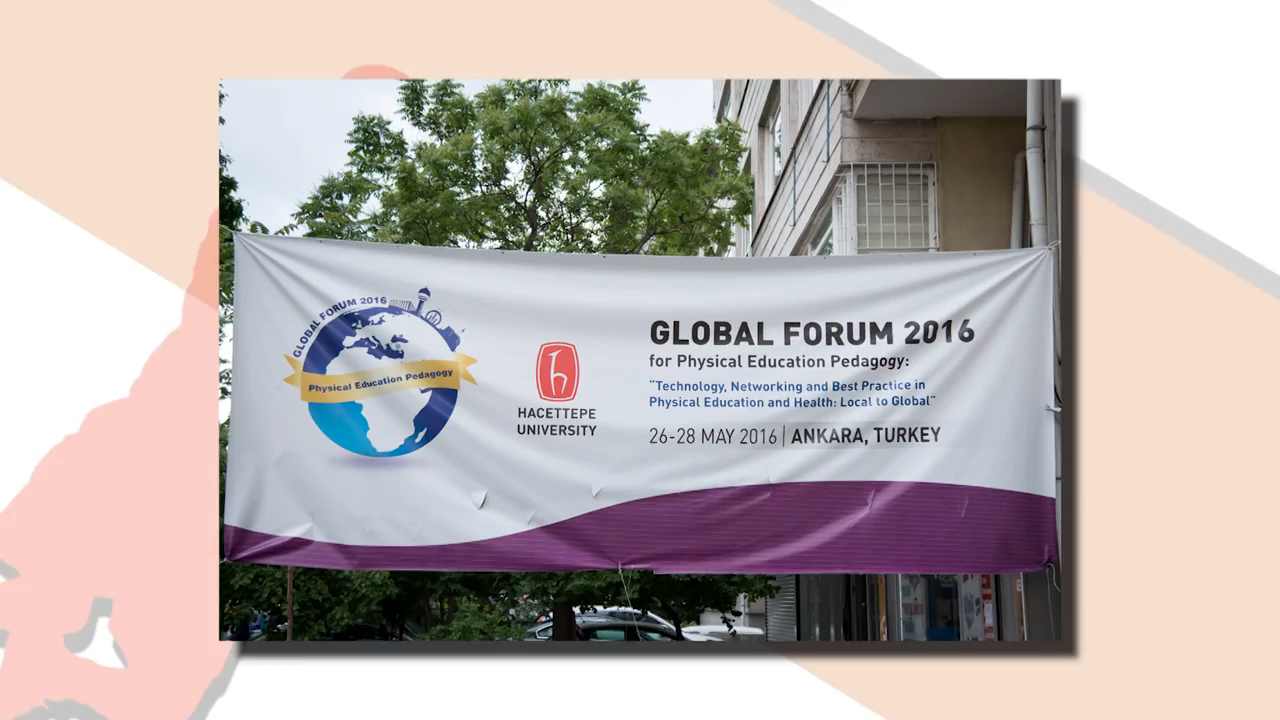 GLOBAL FORUM 2016
Physical Education Pedagogy
HACETTEPE
UNIVERSITY
GLOBAL FORUM 2016
for Physical Education Pedagogy:
"Technology, Networking and Best Practice in
Physical Education and Health: Local to Global"
26-28 MAY 2016 | ANKARA, TURKEY